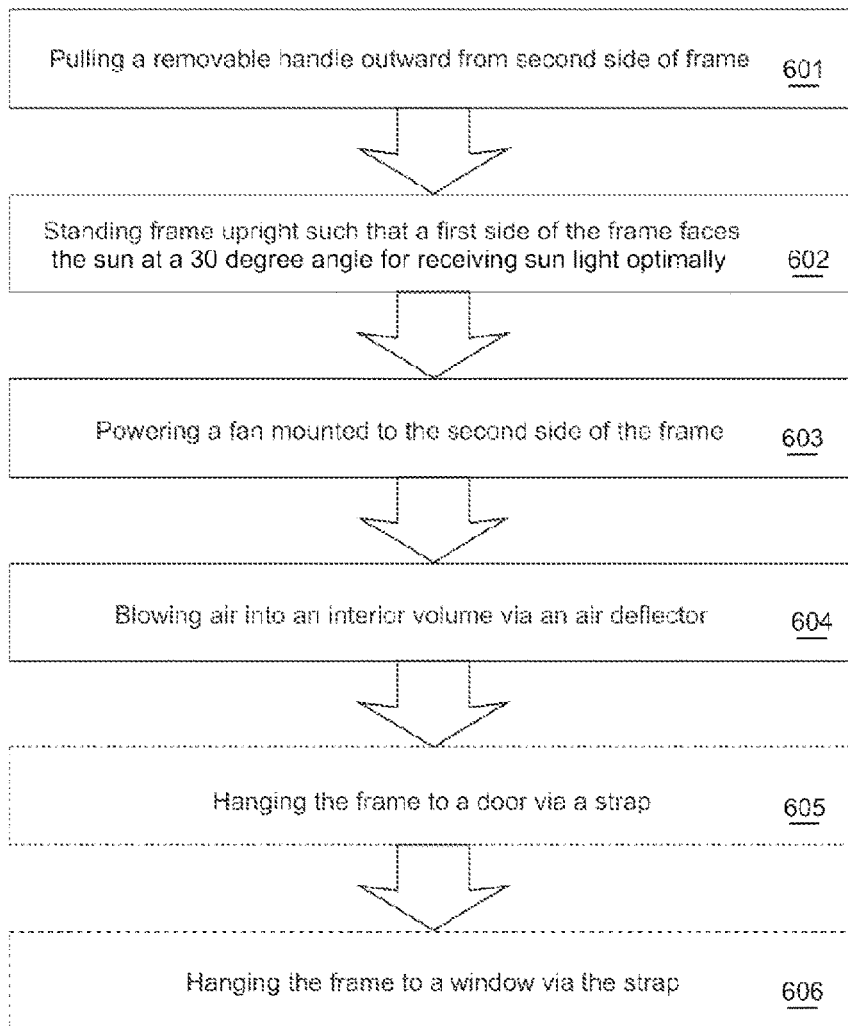 Pulling a removable handle outward from second side of frame
601
Standing frame upright such that a first side of the frame faces
the sun at a 30 degree angle for receiving sun light optimally
602
Powering a fan mounted to the second side of the frame
603
Blowing air into an interior volume via an air deflector
604
Hanging the frame to a door via a strap
605
Hanging the frame to a window via the strap
606